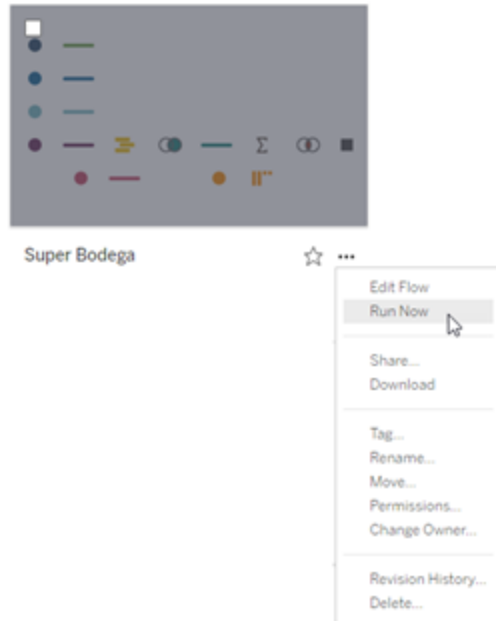 Super Bodega
Edit Flow
Run Now
Share...
Download
Tag...
Rename...
Move...
Permissions...
Change Owner...
Revision History...
Delete...